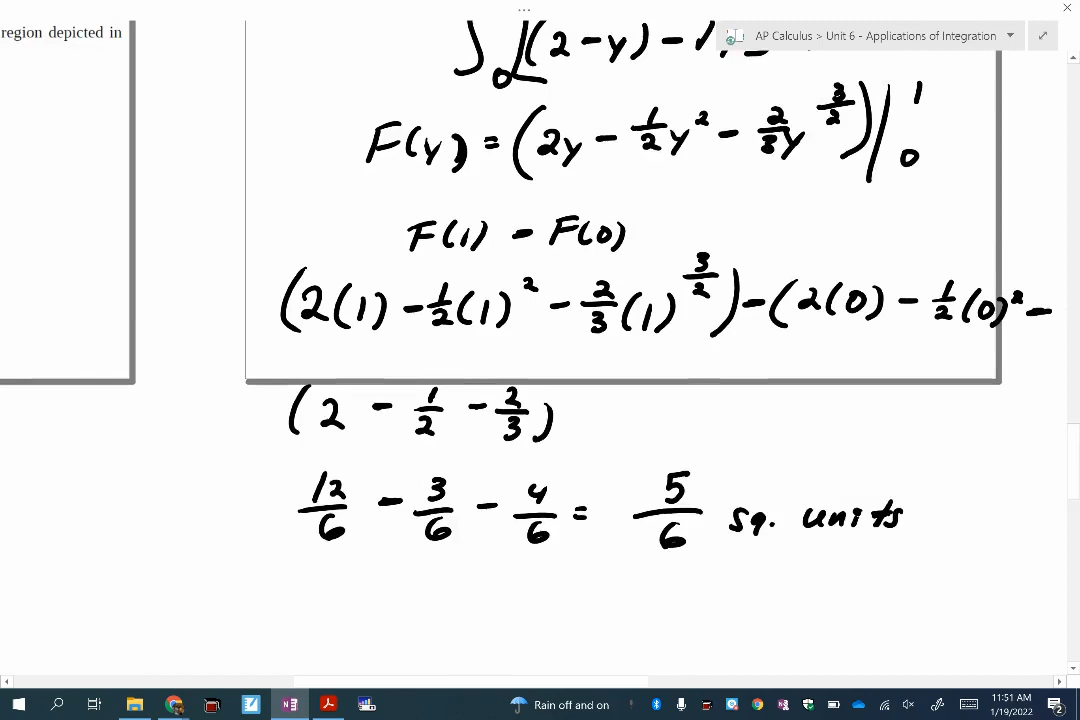 region depicted in
AP Calculus > Unit 6 - Applications of Integration
∫₀ [(2 - y) - √
F(y) = (2y - 1/2 y² - 2/3 y^(3/2)) |₀¹
F(1) - F(0)
(2(1) - 1/2 (1)² - 2/3 (1)^(3/2)) - (2(0) - 1/2 (0)² -
(2 - 1/2 - 2/3)
12/6 - 3/6 - 4/6 = 5/6 sq. units
Rain off and on
11:51 AM
1/19/2022
2